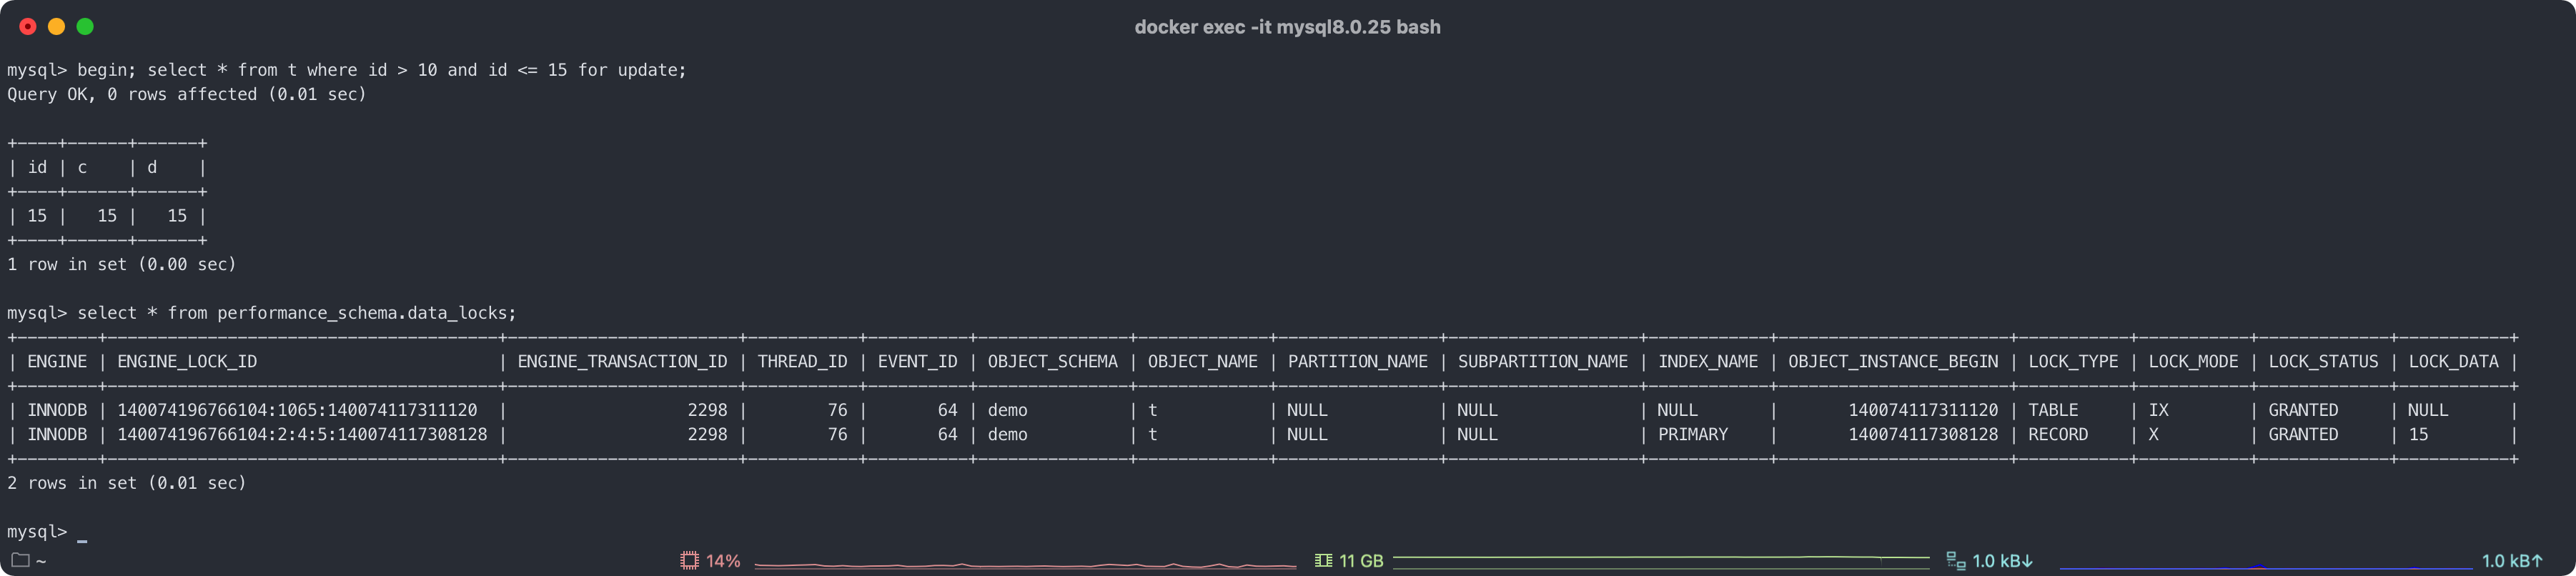 docker exec -it mysql8.0.25 bash
mysql> begin; select * from t where id > 10 and id <= 15 for update;
Query OK, 0 rows affected (0.01 sec)
+----+------+------+
| id | c    | d    |
+----+------+------+
| 15 |   15 |   15 |
+----+------+------+
1 row in set (0.00 sec)
mysql> select * from performance_schema.data_locks;
+--------+----------------------------------------+-----------------------+-----------+----------+---------------+-------------+----------------+-------------------+------------+-----------------------+-----------+-----------+-------------+-----------+
| ENGINE | ENGINE_LOCK_ID                         | ENGINE_TRANSACTION_ID | THREAD_ID | EVENT_ID | OBJECT_SCHEMA | OBJECT_NAME | PARTITION_NAME | SUBPARTITION_NAME | INDEX_NAME | OBJECT_INSTANCE_BEGIN | LOCK_TYPE | LOCK_MODE | LOCK_STATUS | LOCK_DATA |
+--------+----------------------------------------+-----------------------+-----------+----------+---------------+-------------+----------------+-------------------+------------+-----------------------+-----------+-----------+-------------+-----------+
| INNODB | 140074196766104:1065:140074117311120   |                  2298 |        76 |       64 | demo          | t           | NULL           | NULL              | NULL       |       140074117311120 | TABLE     | IX        | GRANTED     | NULL      |
| INNODB | 140074196766104:2:4:5:140074117308128 |                  2298 |        76 |       64 | demo          | t           | NULL           | NULL              | PRIMARY    |       140074117308128 | RECORD    | X         | GRANTED     | 15        |
+--------+----------------------------------------+-----------------------+-----------+----------+---------------+-------------+----------------+-------------------+------------+-----------------------+-----------+-----------+-------------+-----------+
2 rows in set (0.01 sec)
mysql> _
~ 14% 11 GB 1.0 kB↓ 1.0 kB↑